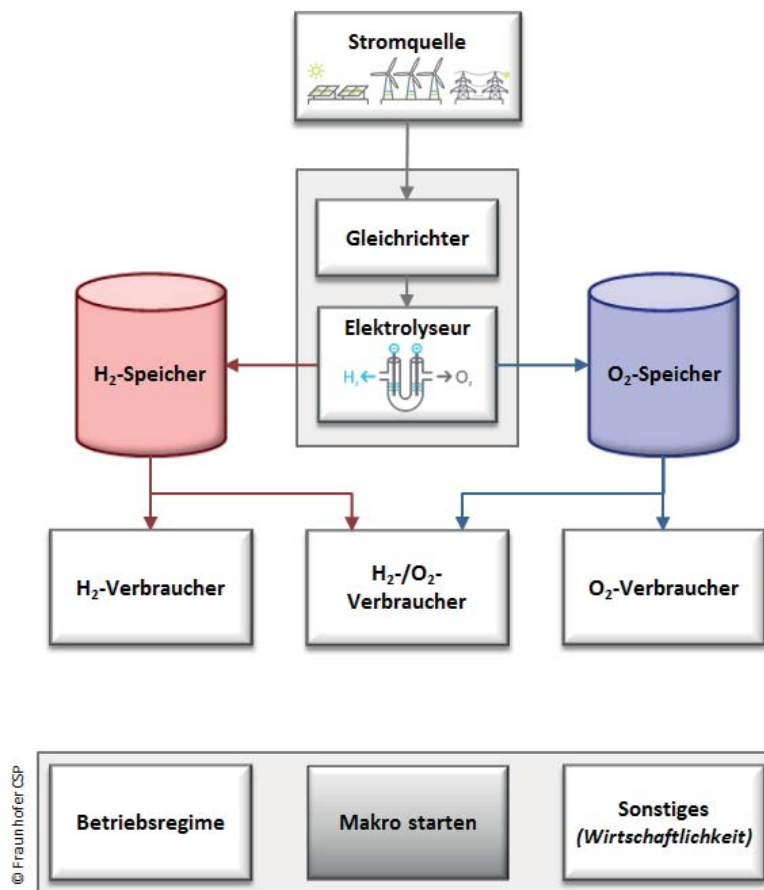 Stromquelle
Gleichrichter
Elektrolyseur
H₂ O₂
H₂-Speicher
O₂-Speicher
H₂-Verbraucher
H₂-/O₂-
Verbraucher
O₂-Verbraucher
© Fraunhofer CSP
Betriebsregime
Makro starten
Sonstiges
(Wirtschaftlichkeit)